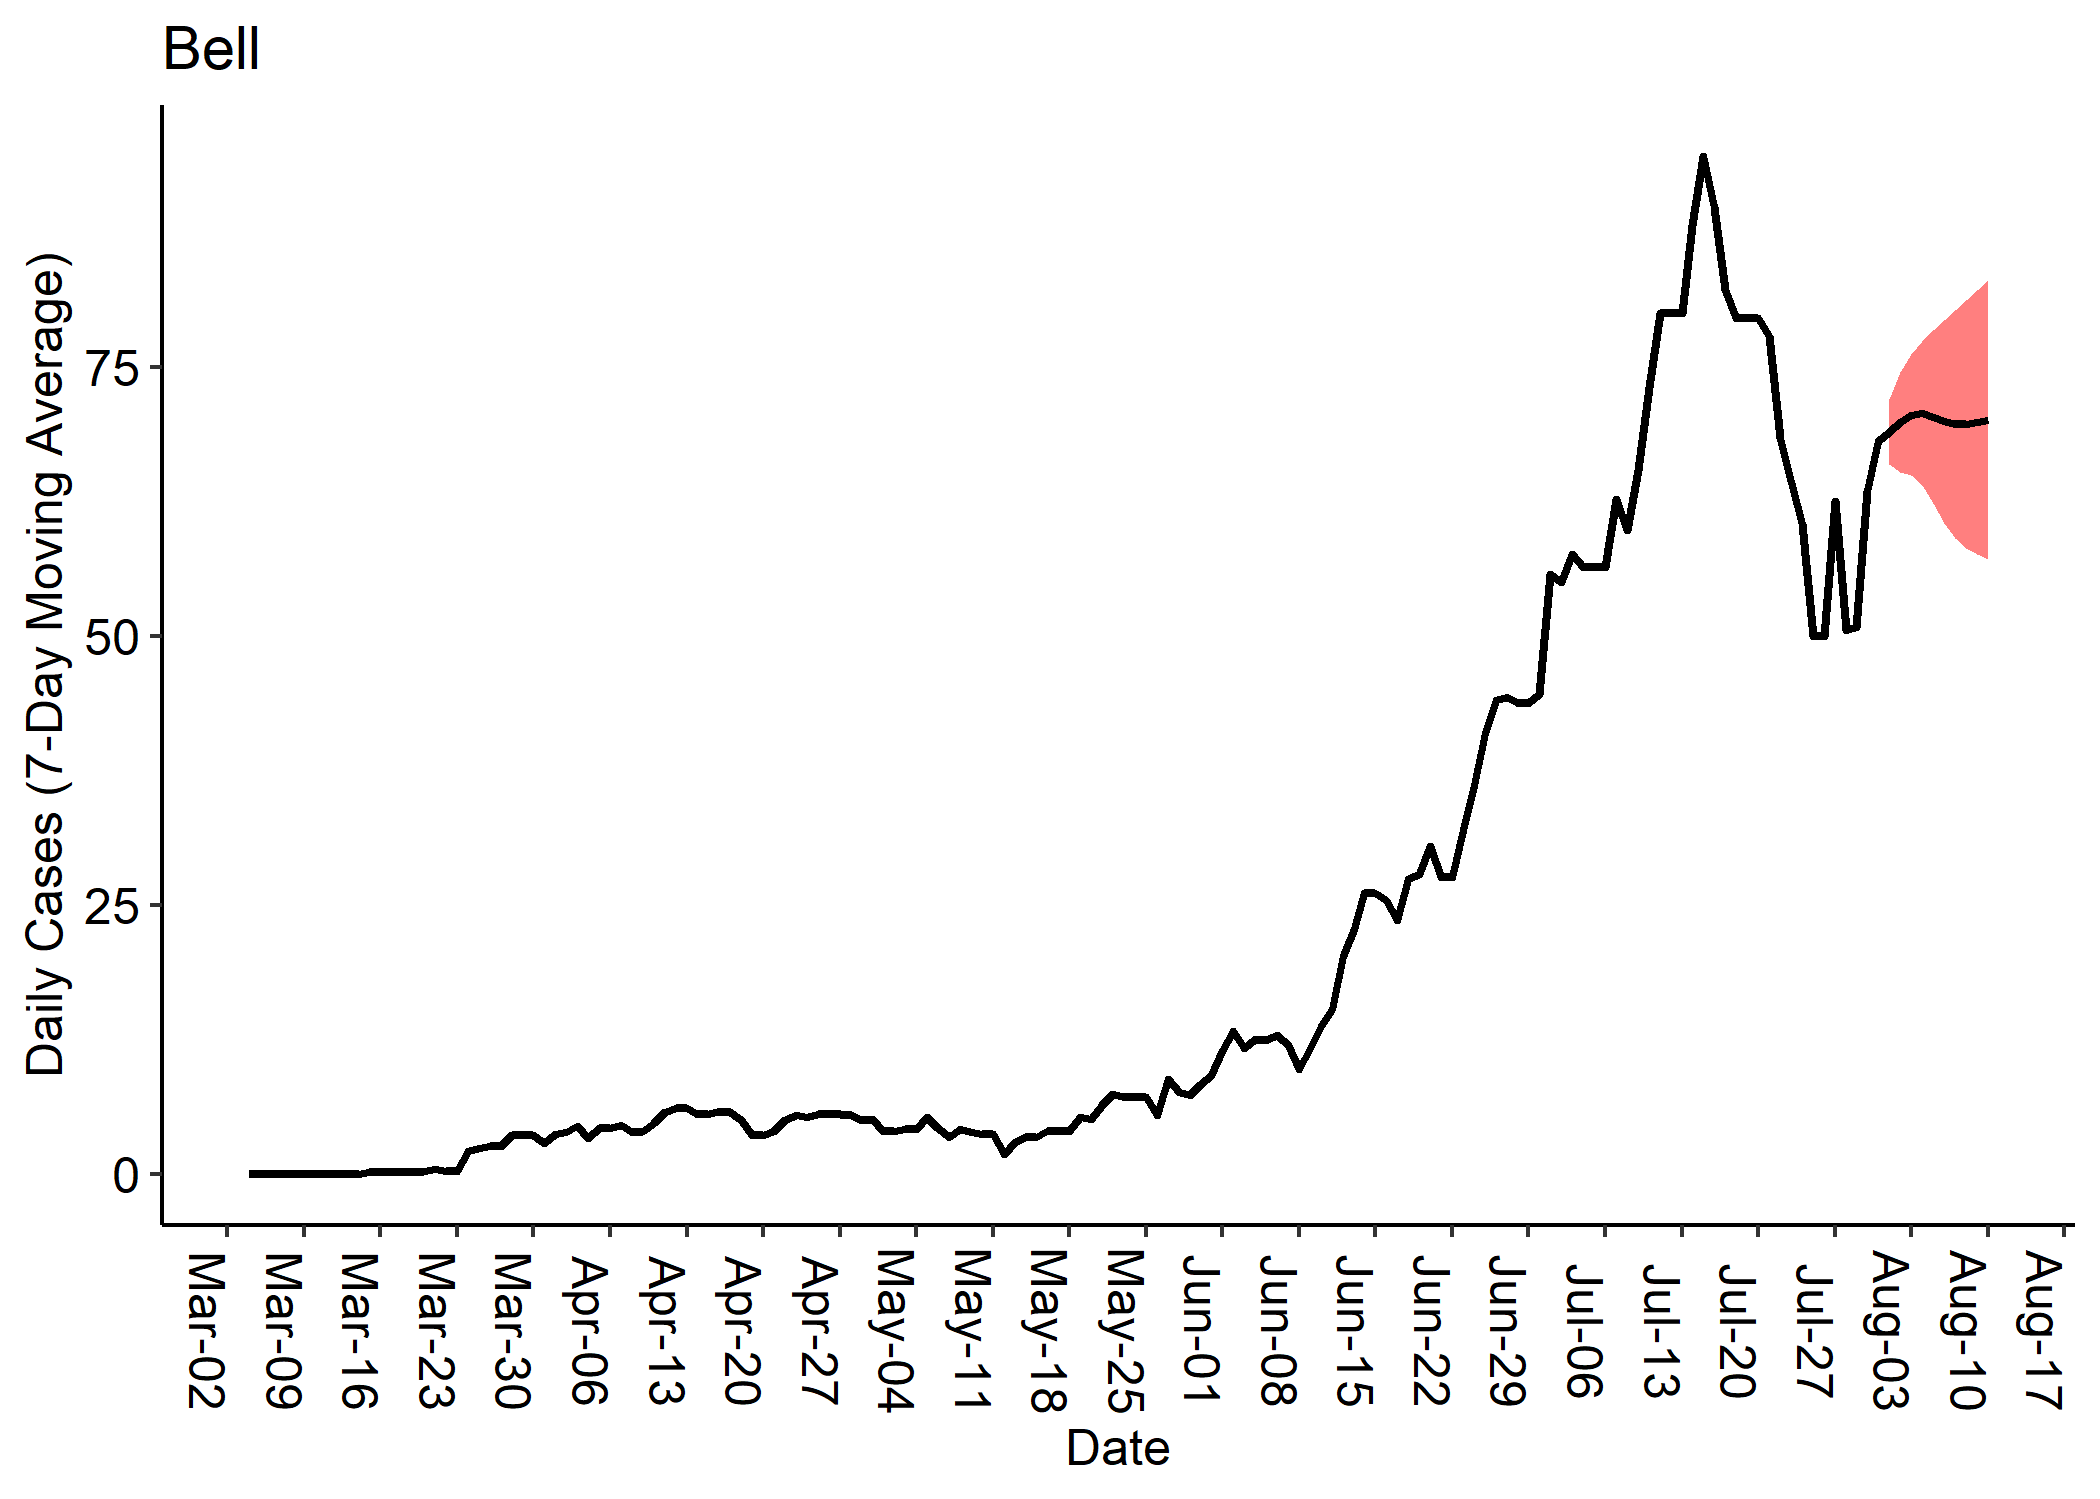 Bell
Daily Cases (7-Day Moving Average)
75
50
25
0
Mar-02
Mar-09
Mar-16
Mar-23
Mar-30
Apr-06
Apr-13
Apr-20
Apr-27
May-04
May-11
May-18
May-25
Jun-01
Jun-08
Jun-15
Jun-22
Jun-29
Jul-06
Jul-13
Jul-20
Jul-27
Aug-03
Aug-10
Aug-17
Date